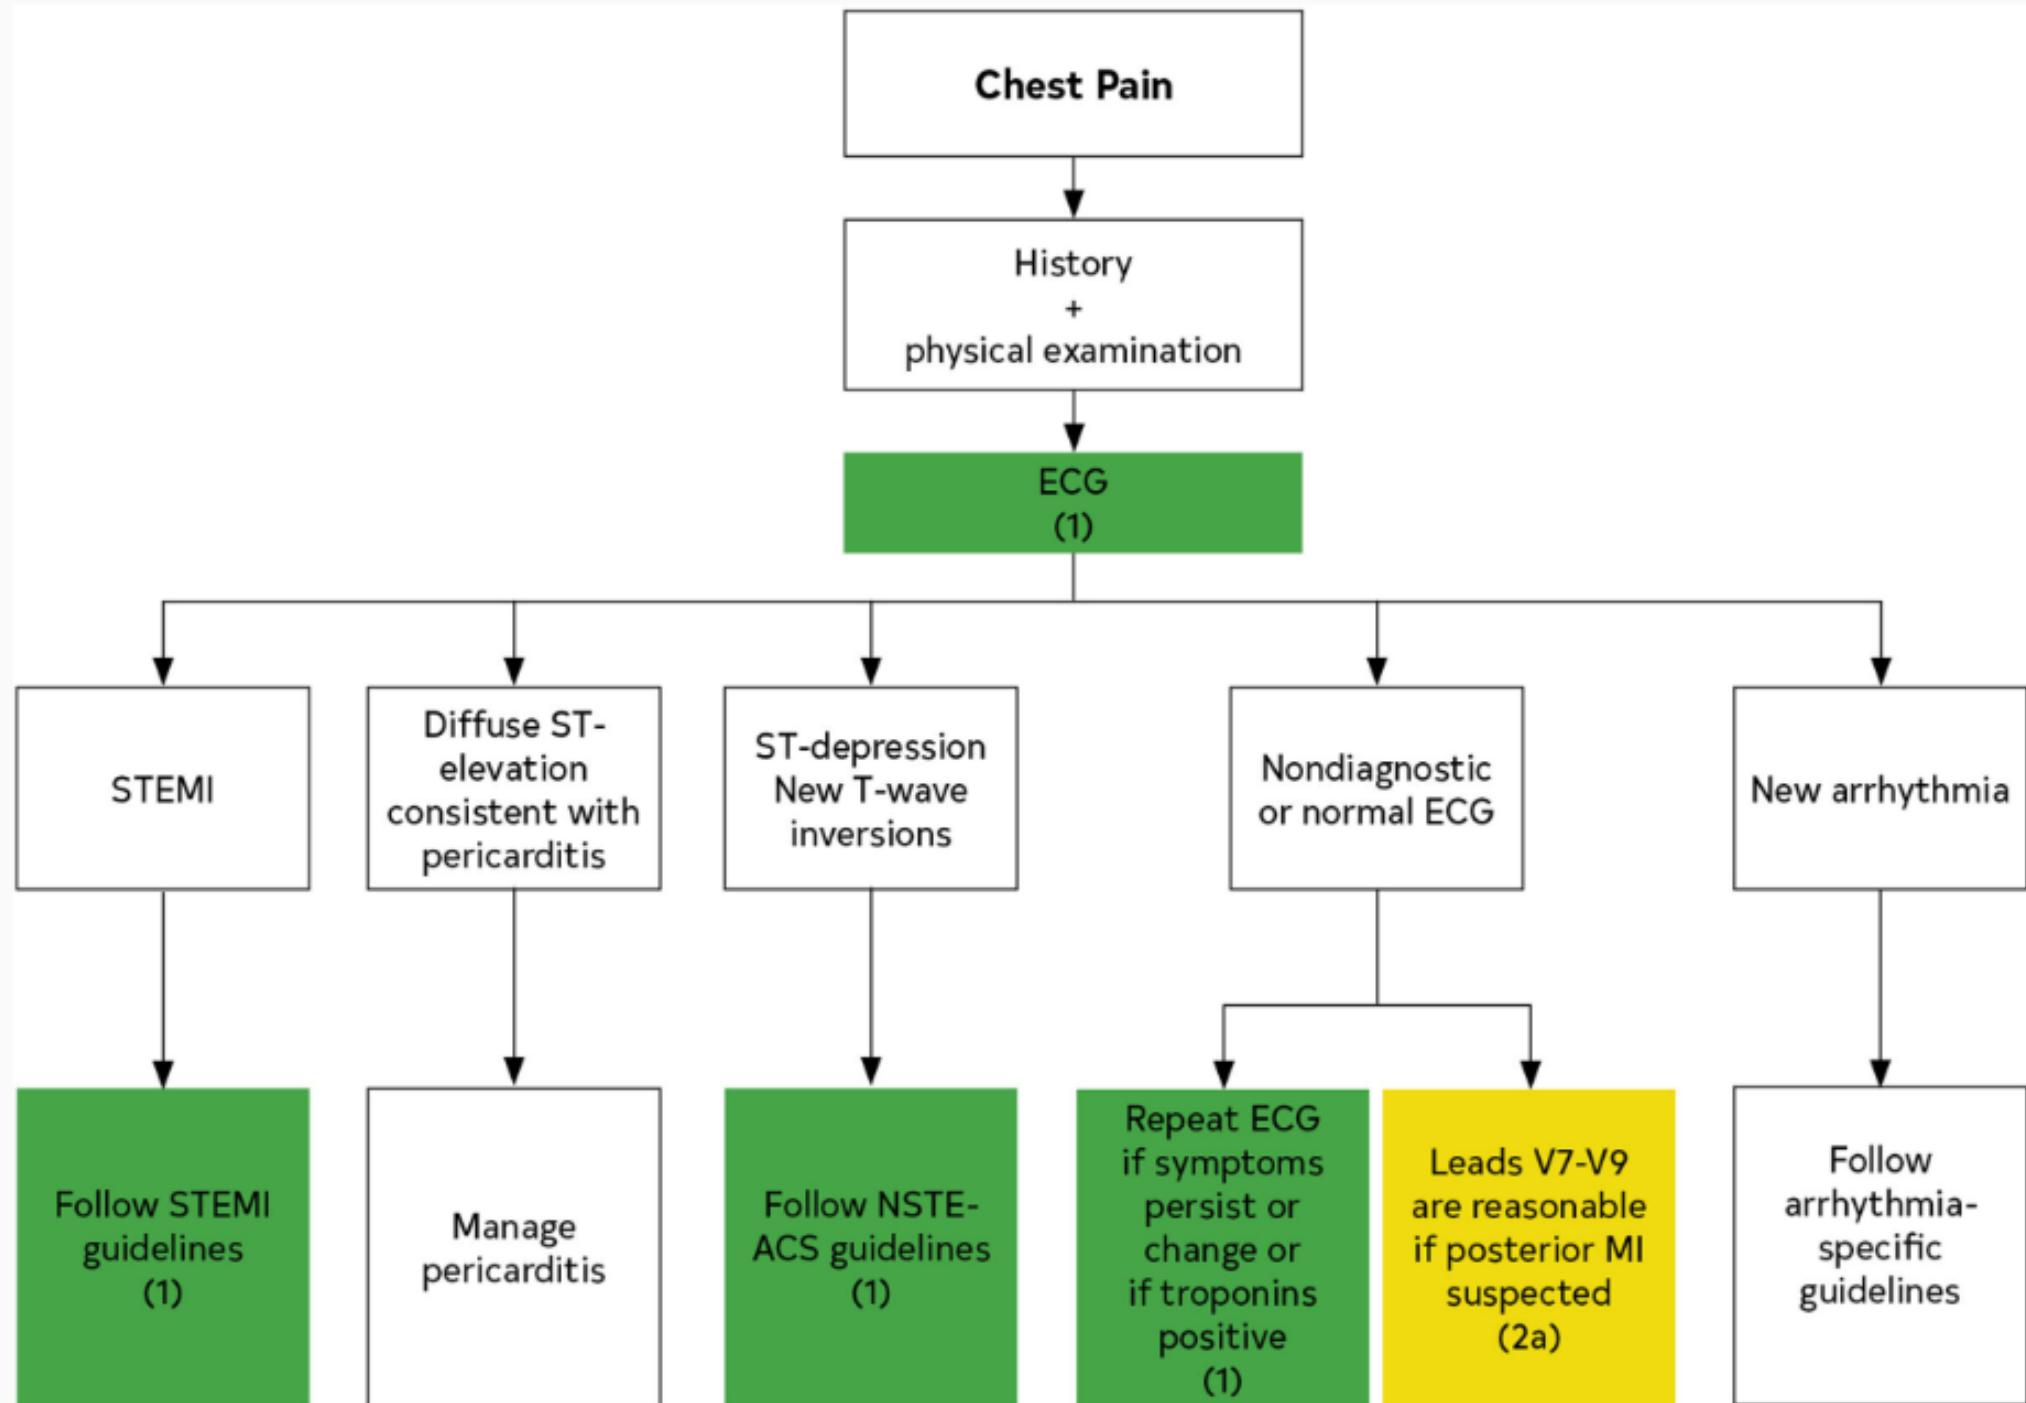 Chest Pain
History
+
physical examination
ECG
(1)
STEMI
Diffuse ST-
elevation
consistent with
pericarditis
ST-depression
New T-wave
inversions
Nondiagnostic
or normal ECG
New arrhythmia
Follow STEMI
guidelines
(1)
Manage
pericarditis
Follow NSTE-
ACS guidelines
(1)
Repeat ECG
if symptoms
persist or
change or
if troponins
positive
(1)
Leads V7-V9
are reasonable
if posterior MI
suspected
(2a)
Follow
arrhythmia-
specific
guidelines